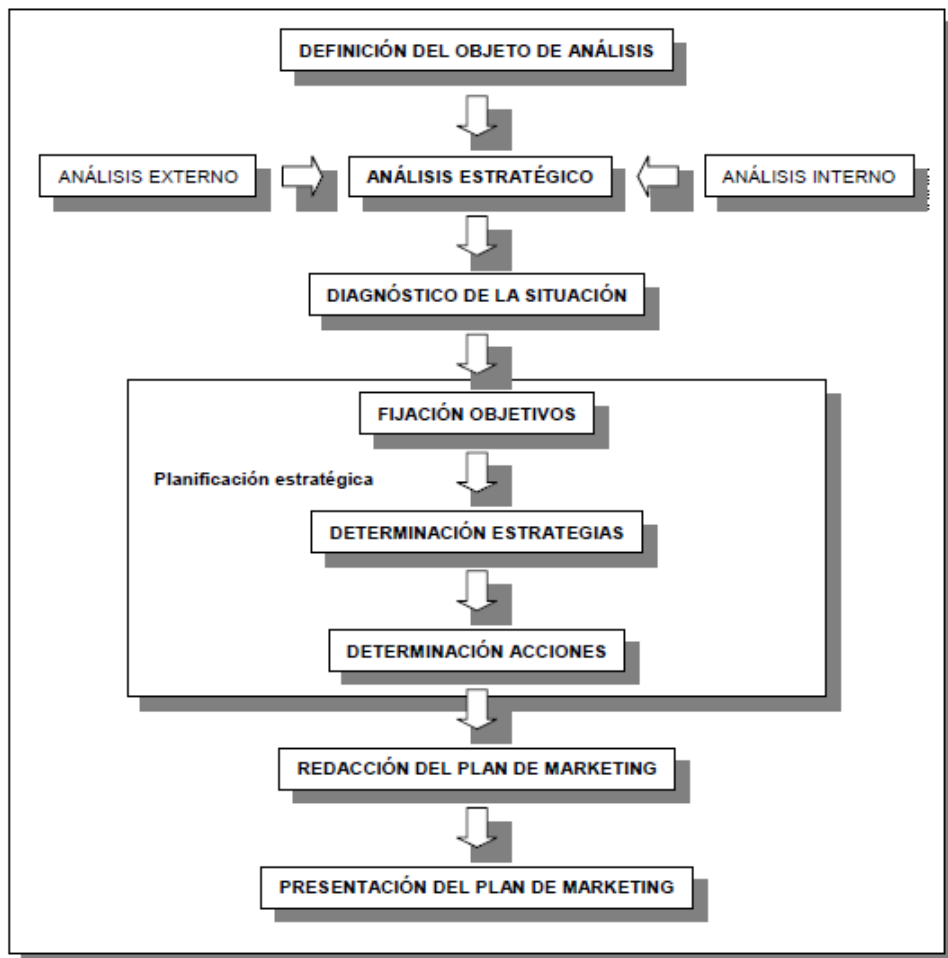 DEFINICIÓN DEL OBJETO DE ANÁLISIS
ANÁLISIS EXTERNO
ANÁLISIS ESTRATÉGICO
ANÁLISIS INTERNO
DIAGNÓSTICO DE LA SITUACIÓN
FIJACIÓN OBJETIVOS
Planificación estratégica
DETERMINACIÓN ESTRATEGIAS
DETERMINACIÓN ACCIONES
REDACCIÓN DEL PLAN DE MARKETING
PRESENTACIÓN DEL PLAN DE MARKETING